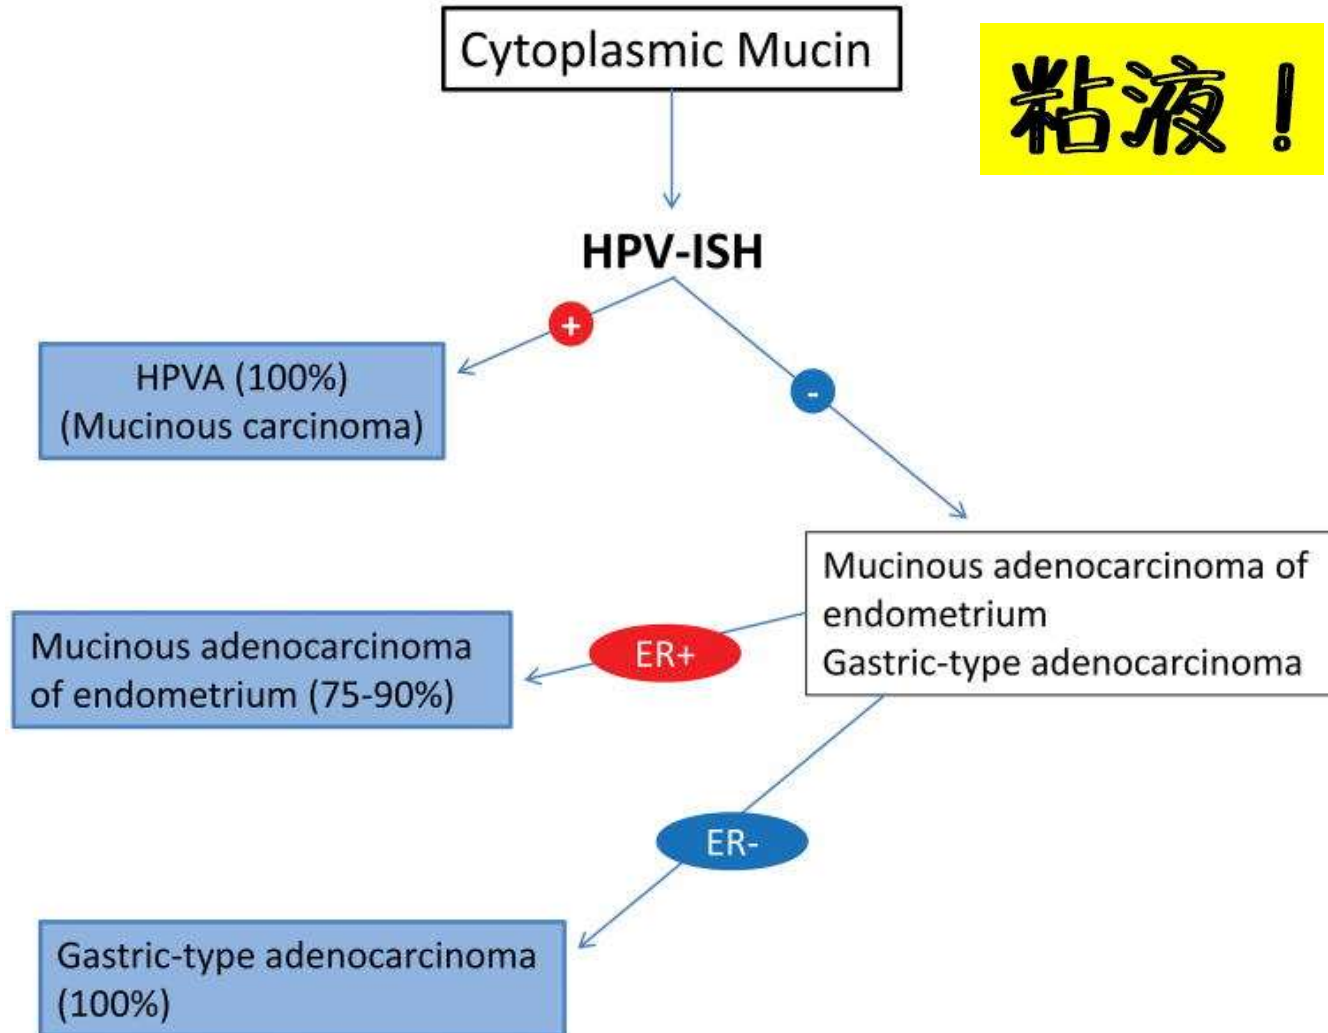 Cytoplasmic Mucin
粘液！
HPV-ISH
+
HPVA (100%)
(Mucinous carcinoma)
-
Mucinous adenocarcinoma of
endometrium
Gastric-type adenocarcinoma
ER+
Mucinous adenocarcinoma
of endometrium (75-90%)
ER-
Gastric-type adenocarcinoma
(100%)